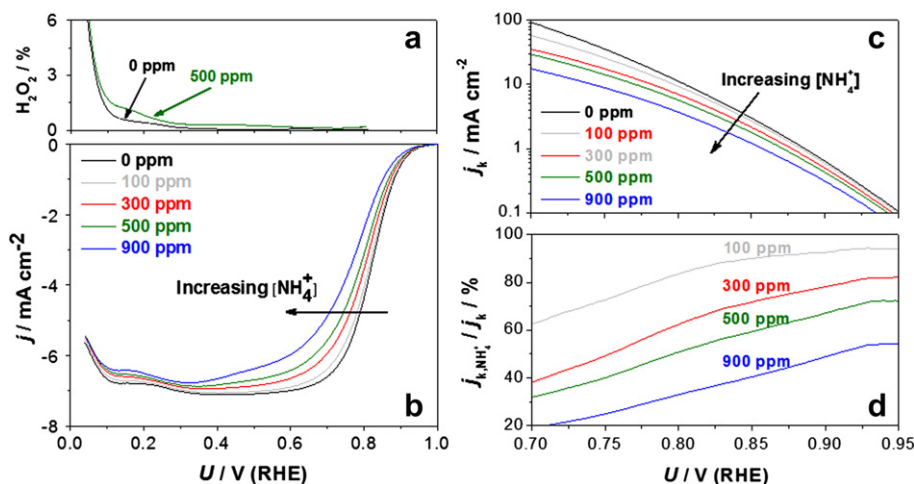 a
H2O2 / %
6
4
2
0
0 ppm
500 ppm
b
j / mA cm-2
0
-2
-4
-6
-8
0 ppm
100 ppm
300 ppm
500 ppm
900 ppm
Increasing [NH4+]
0.0 0.2 0.4 0.6 0.8 1.0
U / V (RHE)
c
jk / mA cm-2
100
10
1
0.1
Increasing [NH4+]
0 ppm
100 ppm
300 ppm
500 ppm
900 ppm
d
jk,NH4+ / jk / %
100
80
60
40
20
100 ppm
300 ppm
500 ppm
900 ppm
0.70 0.75 0.80 0.85 0.90 0.95
U / V (RHE)